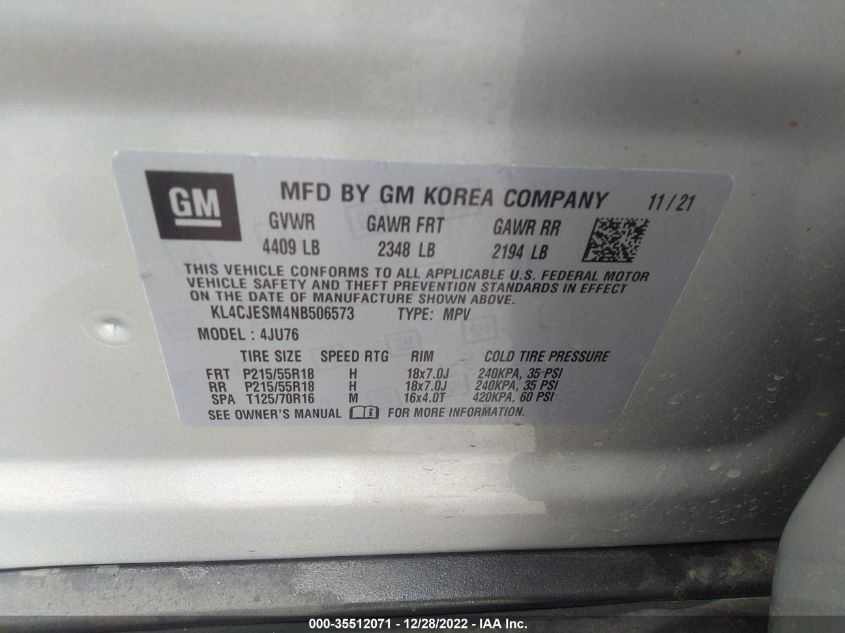 GM MFD BY GM KOREA COMPANY 11/21
GVWR GAWR FRT GAWR RR
4409 LB 2348 LB 2194 LB
THIS VEHICLE CONFORMS TO ALL APPLICABLE U.S. FEDERAL MOTOR
VEHICLE SAFETY AND THEFT PREVENTION STANDARDS IN EFFECT
ON THE DATE OF MANUFACTURE SHOWN ABOVE.
KL4CJESM4NB506573 TYPE: MPV
MODEL: 4JU76
TIRE SIZE SPEED RTG RIM COLD TIRE PRESSURE
FRT P215/55R18 H 18x7.0J 240KPA, 35 PSI
RR P215/55R18 H 18x7.0J 240KPA, 35 PSI
SPA T125/70R16 M 16x4.0T 420KPA, 60 PSI
SEE OWNER'S MANUAL FOR MORE INFORMATION.
000-35512071 - 12/28/2022 - IAA Inc.